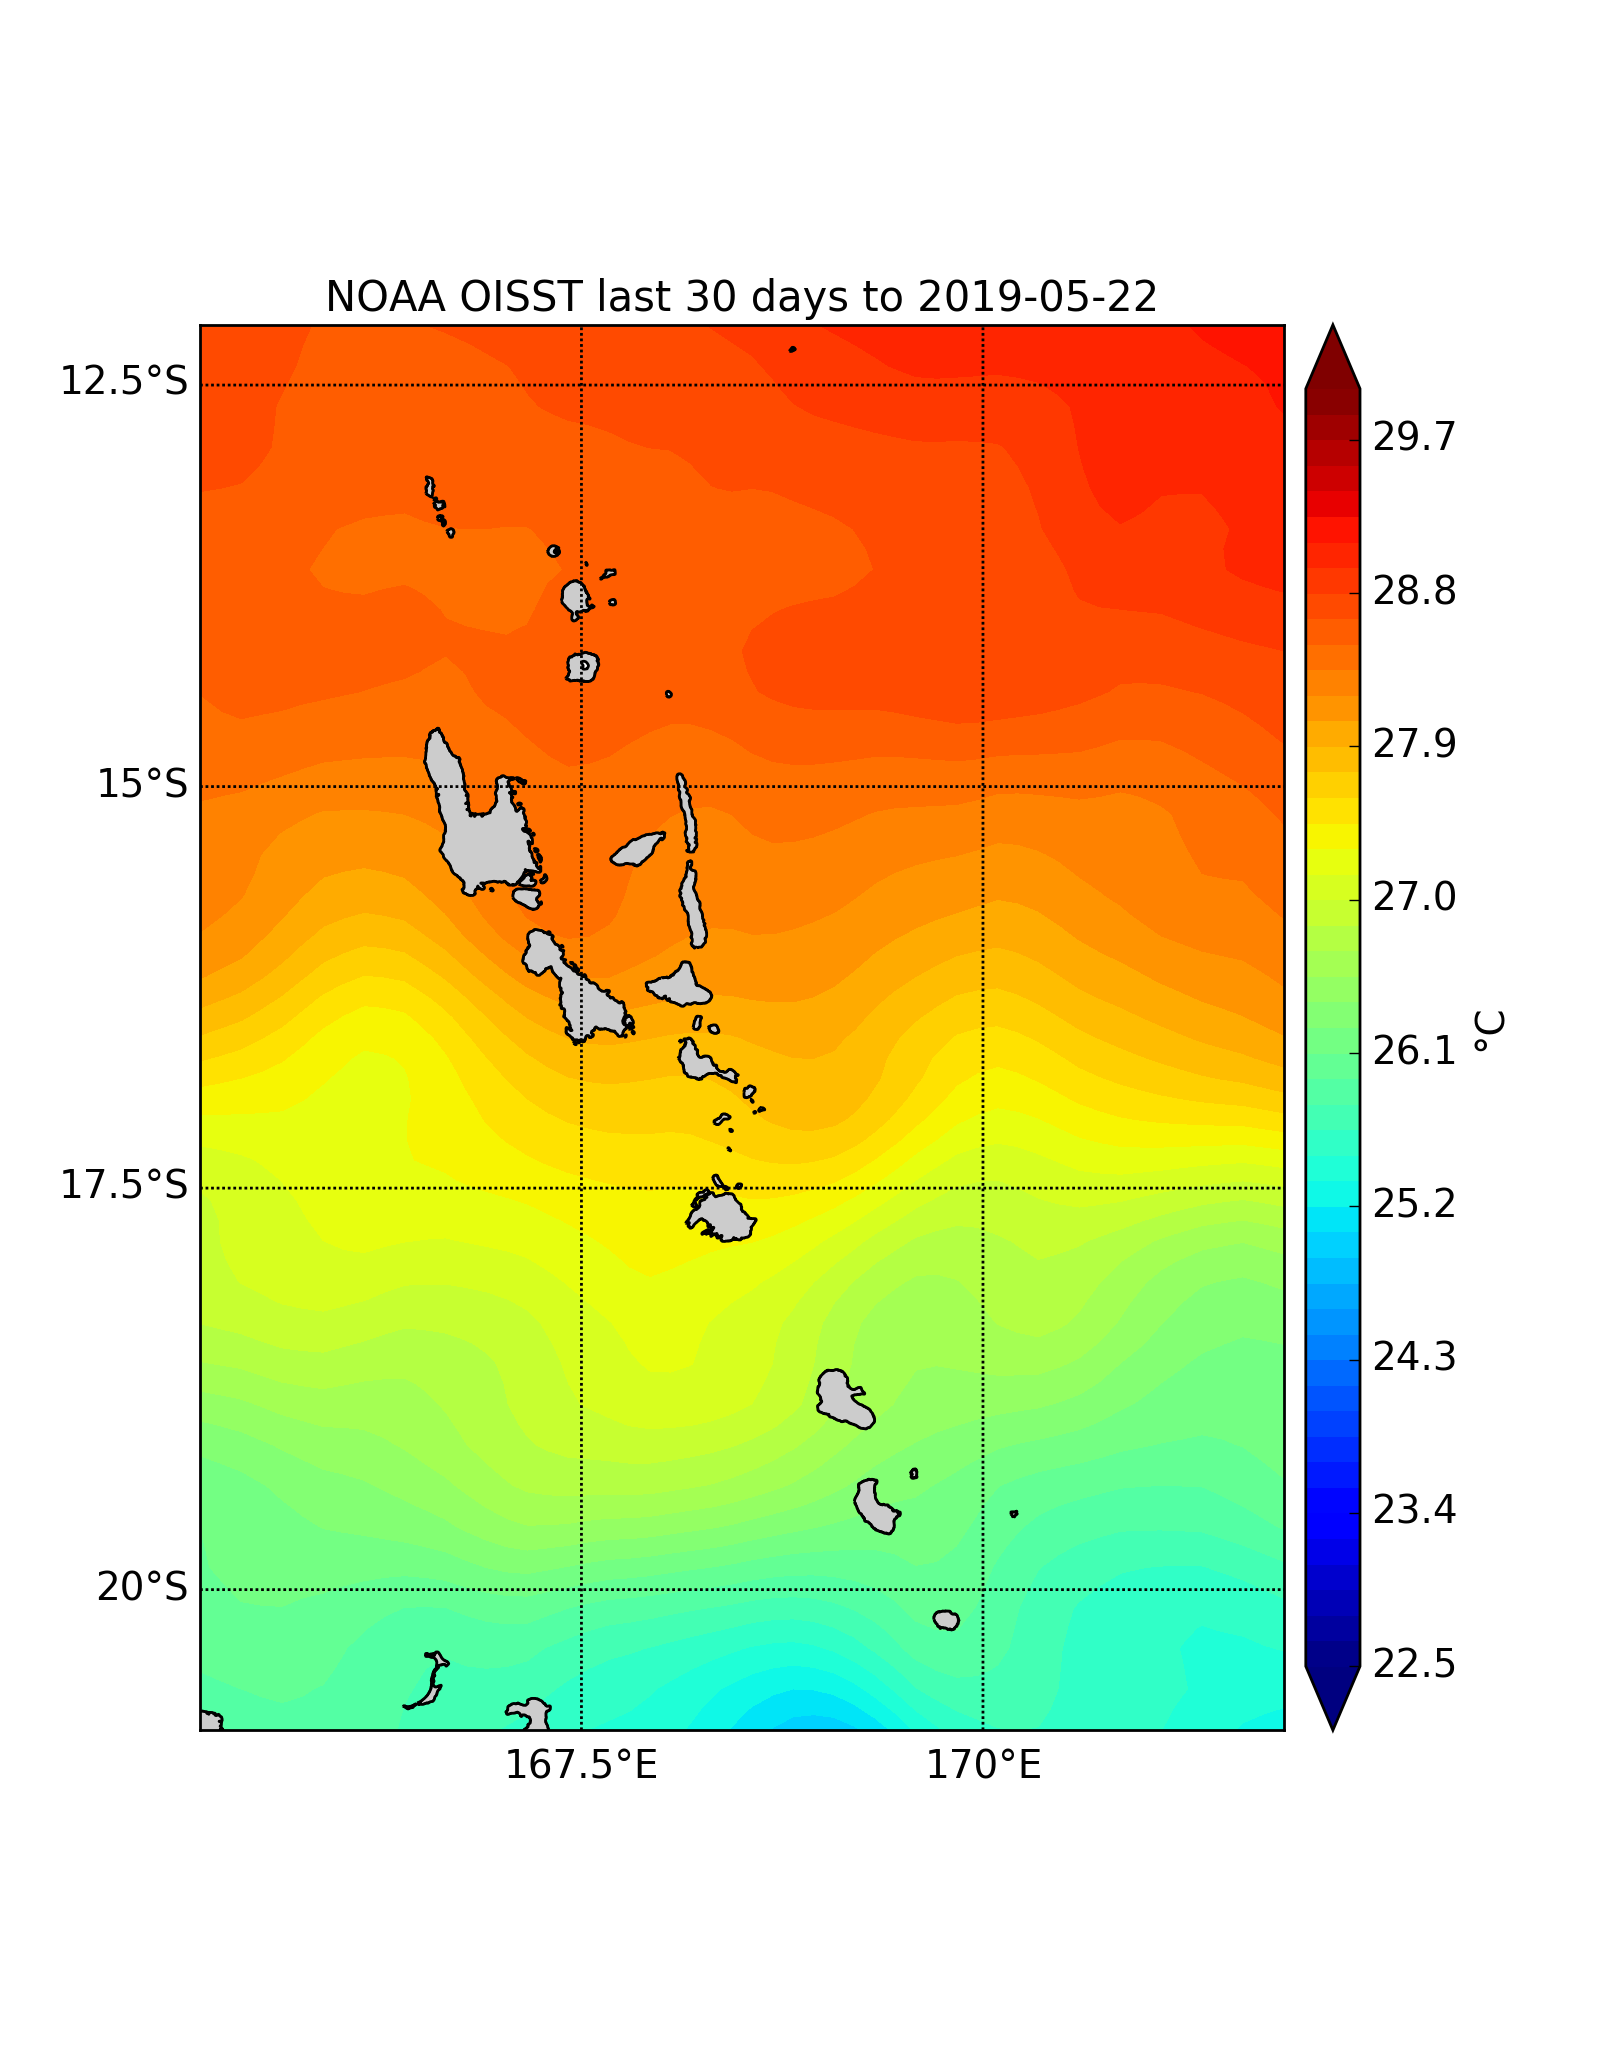 NOAA OISST last 30 days to 2019-05-22
12.5°S
15°S
17.5°S
20°S
167.5°E
170°E
29.7
28.8
27.9
27.0
26.1
25.2
24.3
23.4
22.5
°C